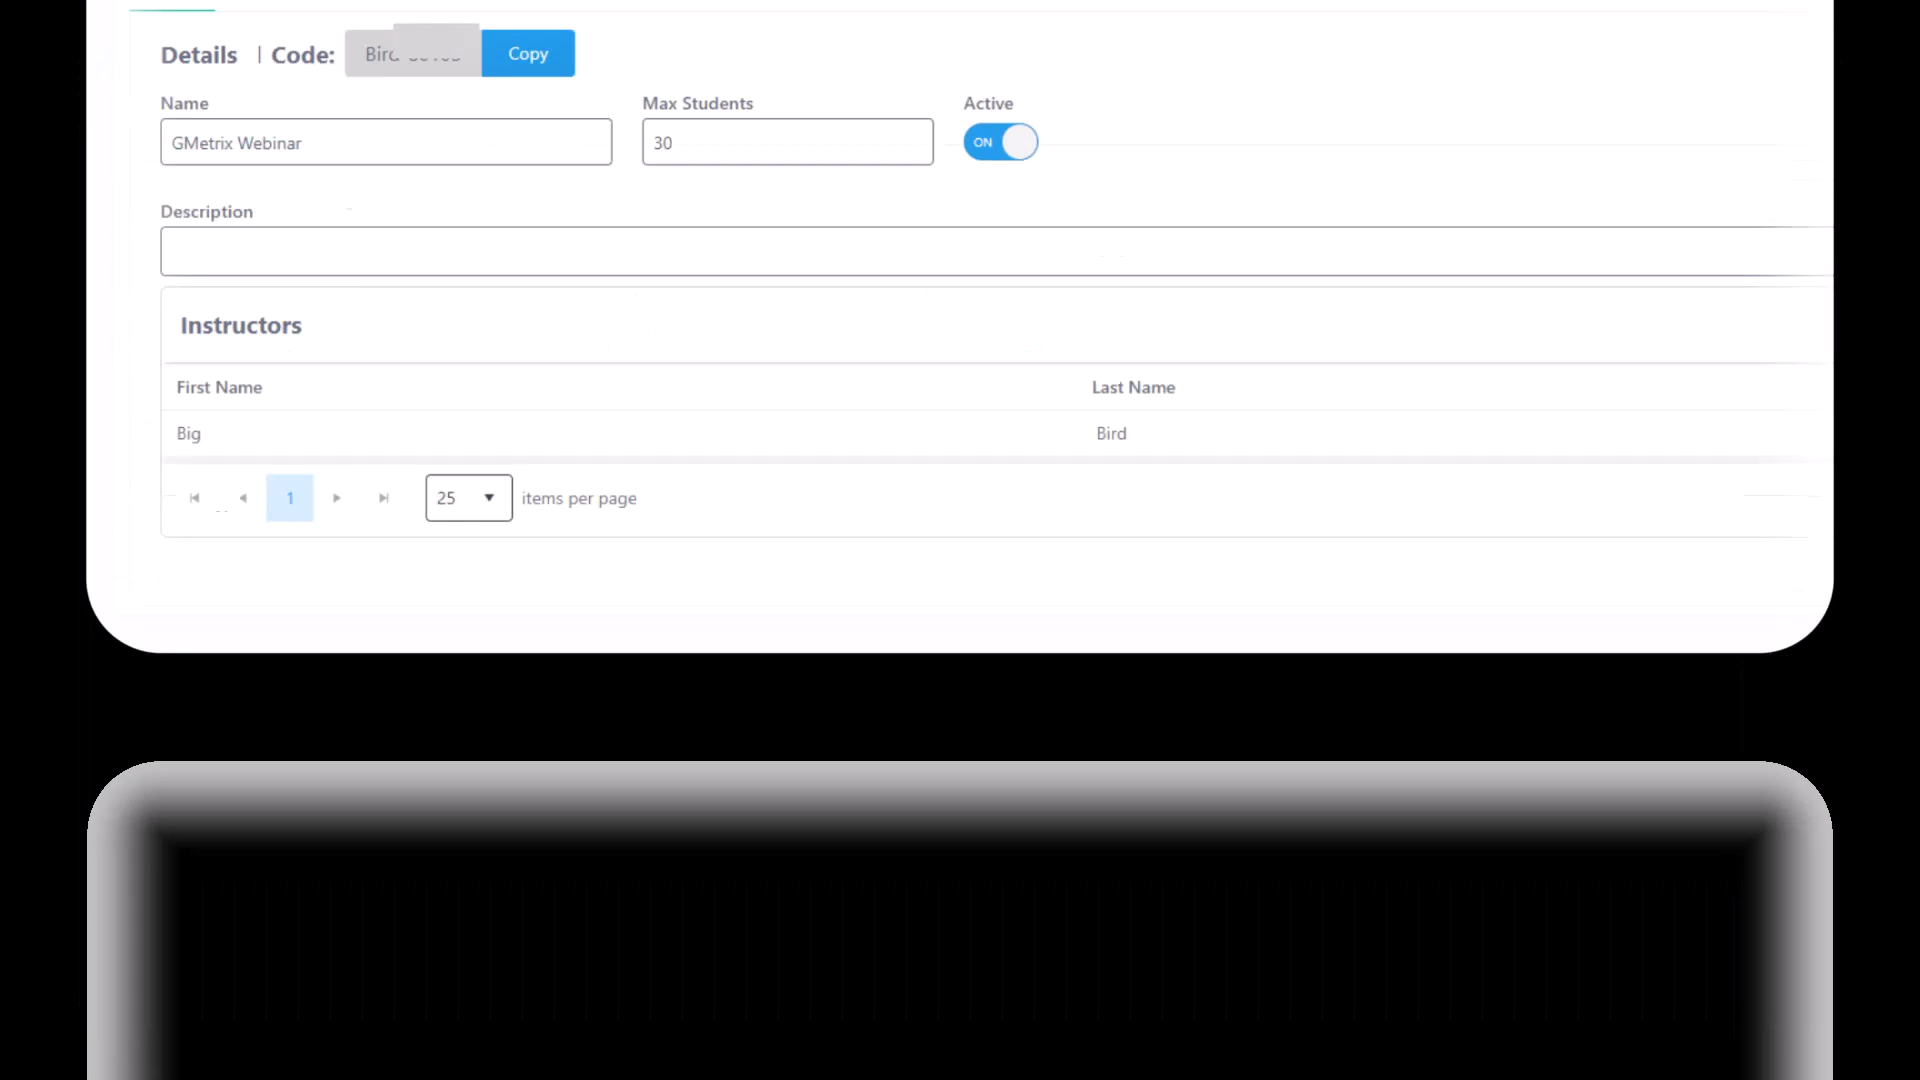 Details | Code: Copy
Name Max Students Active
GMetrix Webinar 30 ON
Description
Instructors
First Name Last Name
Big Bird
1 25 items per page